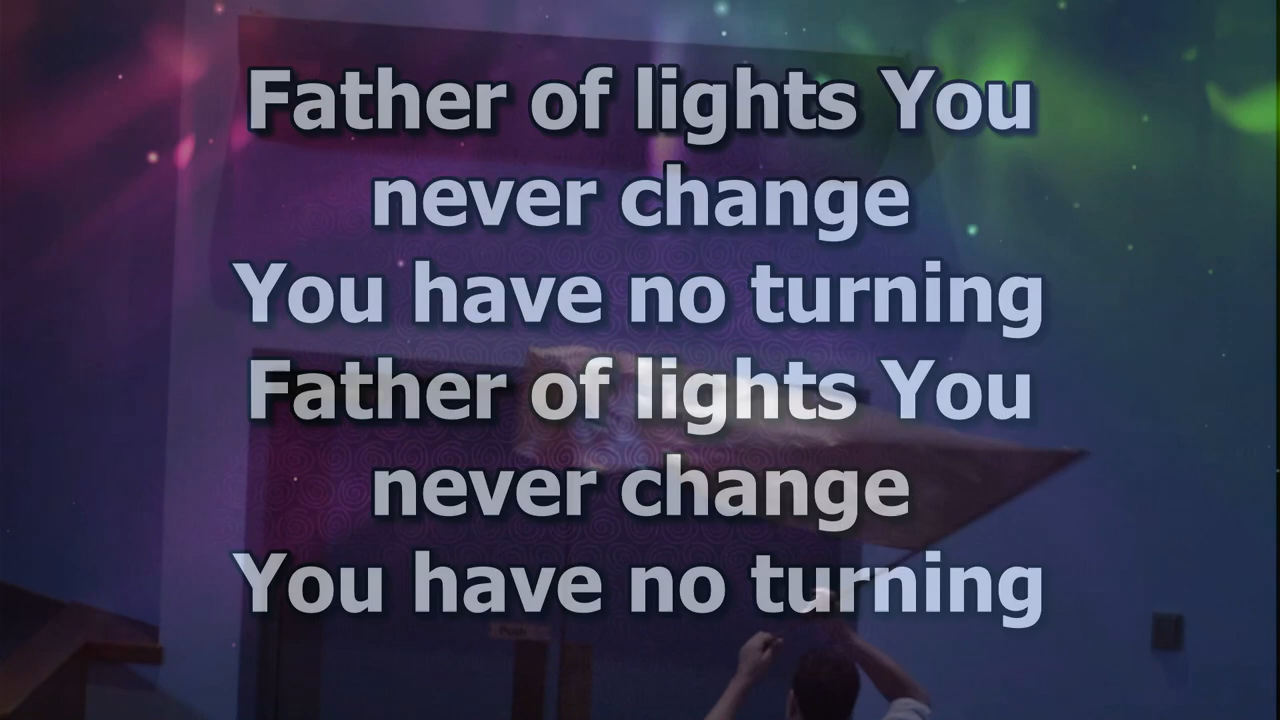 Father of lights You
never change
You have no turning
Father of lights You
never change
You have no turning
Push